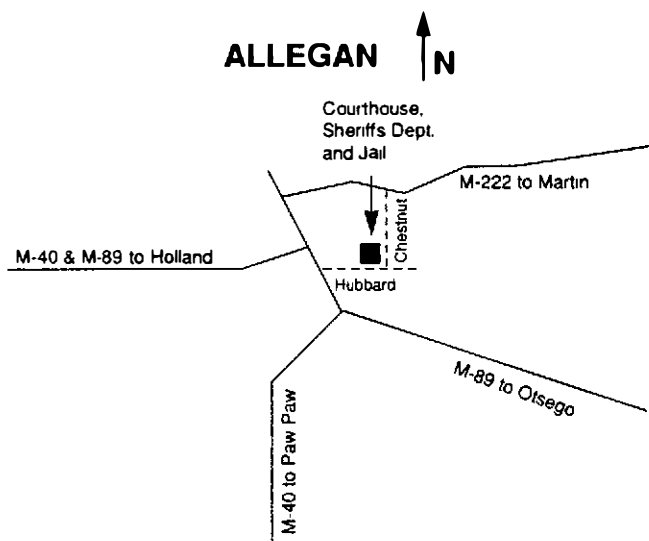 ALLEGAN
N
Courthouse,
Sheriffs Dept.
and Jail
M-222 to Martin
Chestnut
M-40 & M-89 to Holland
Hubbard
M-89 to Otsego
M-40 to Paw Paw